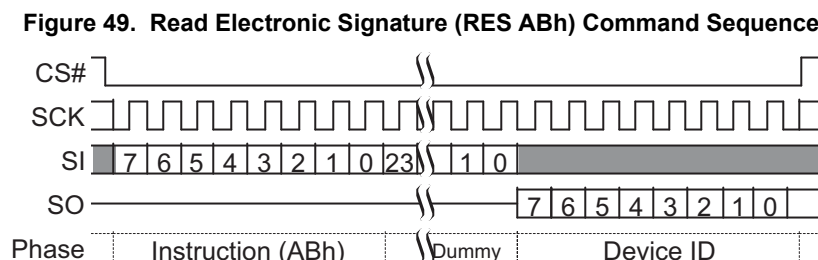 Figure 49. Read Electronic Signature (RES ABh) Command Sequence
CS#
SCK
SI 7 6 5 4 3 2 1 0 23 1 0
SO 7 6 5 4 3 2 1 0
Phase Instruction (ABh) Dummy Device ID